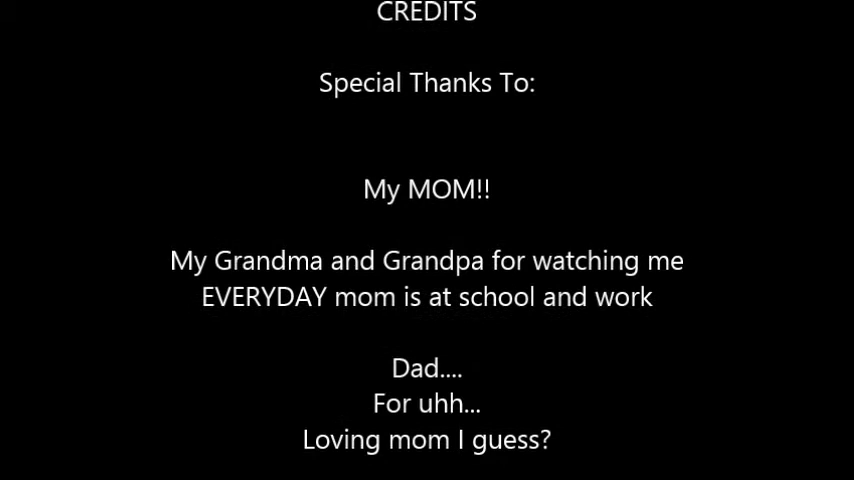 CREDITS
Special Thanks To:
My MOM!!
My Grandma and Grandpa for watching me
EVERYDAY mom is at school and work
Dad....
For uhh...
Loving mom I guess?